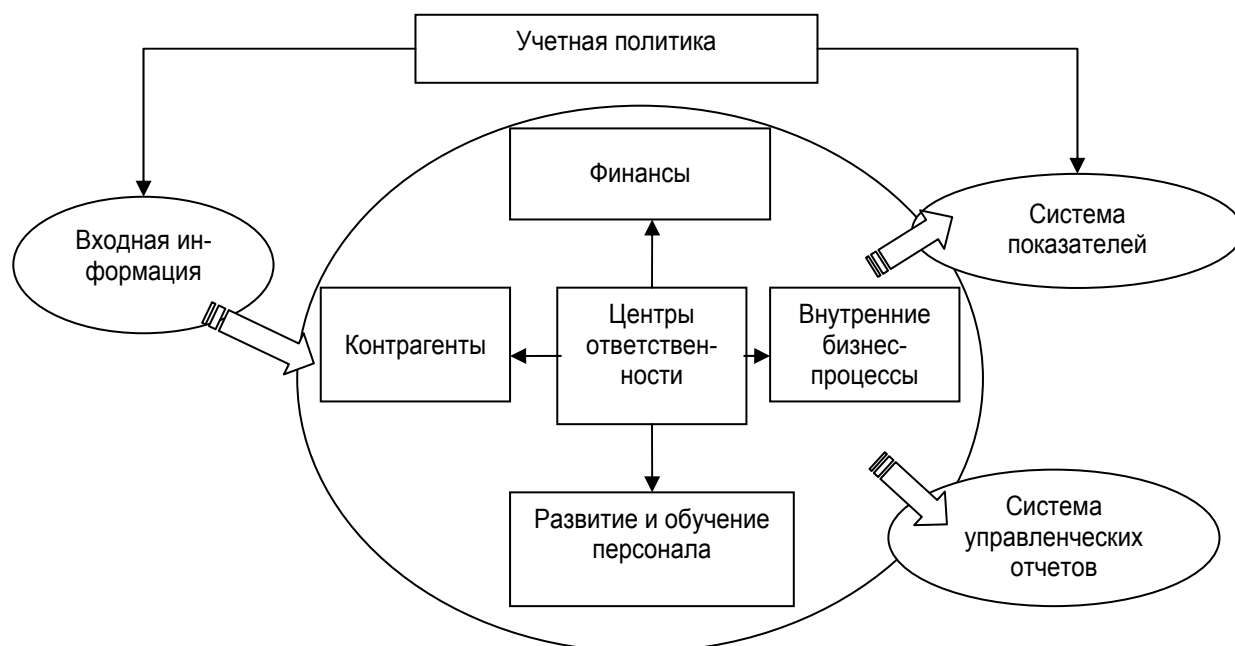 Учетная политика
Финансы
Входная ин-
формация
Система
показателей
Контрагенты
Центры
ответствен-
ности
Внутренние
бизнес-
процессы
Развитие и обучение
персонала
Система
управленческих
отчетов